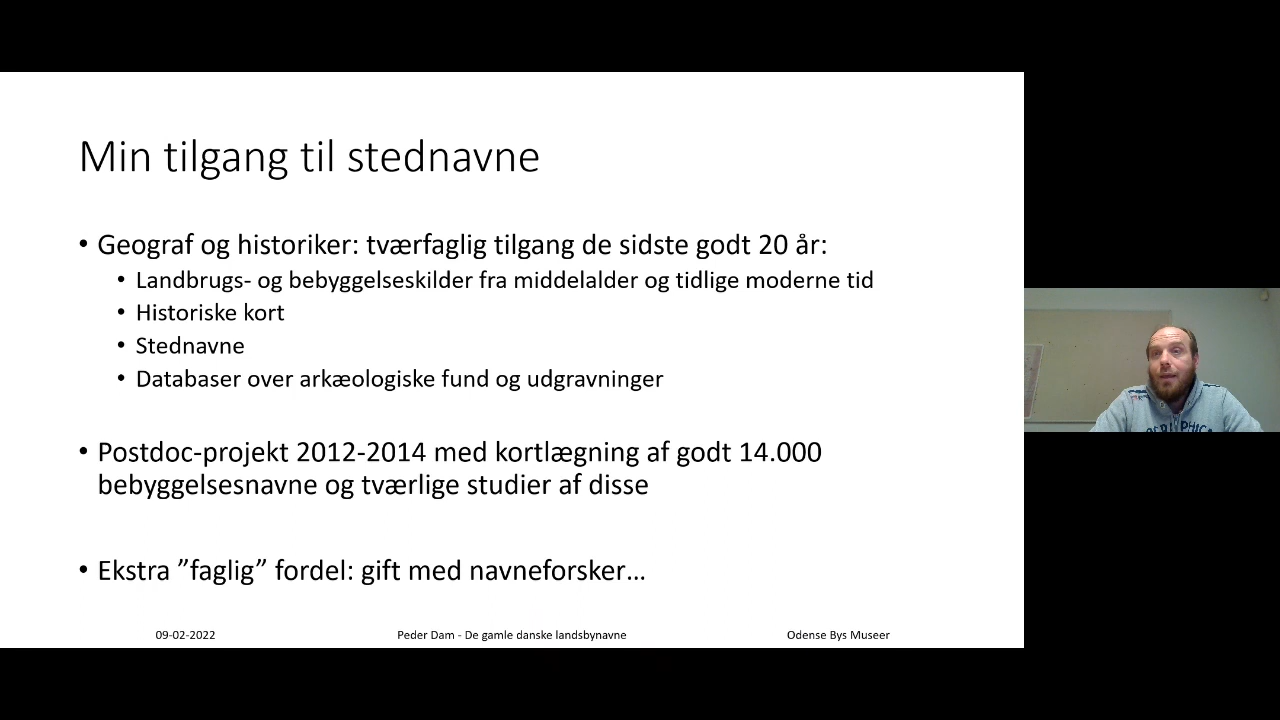 Min tilgang til stednavne
• Geograf og historiker: tværfaglig tilgang de sidste godt 20 år:
• Landbrugs- og bebyggelseskilder fra middelalder og tidlige moderne tid
• Historiske kort
• Stednavne
• Databaser over arkæologiske fund og udgravninger
• Postdoc-projekt 2012-2014 med kortlægning af godt 14.000
bebyggelsesnavne og tværlige studier af disse
• Ekstra ”faglig” fordel: gift med navneforsker…
09-02-2022
Peder Dam - De gamle danske landsbynavne
Odense Bys Museer